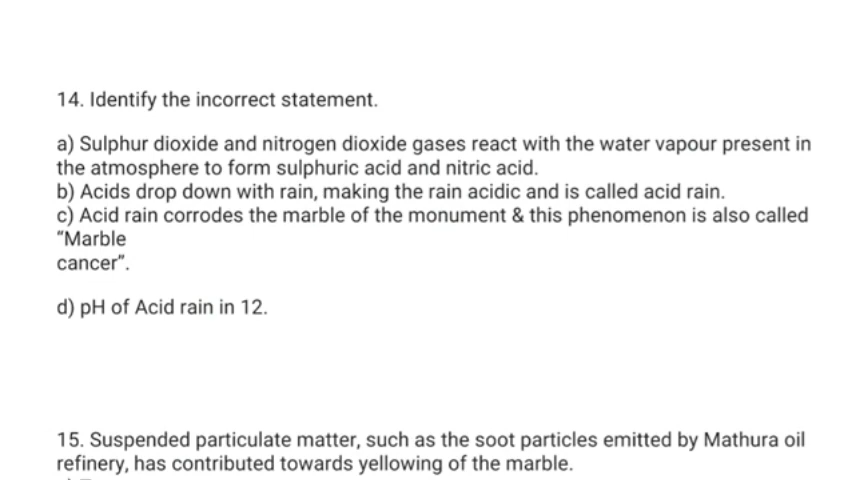 14. Identify the incorrect statement.
a) Sulphur dioxide and nitrogen dioxide gases react with the water vapour present in
the atmosphere to form sulphuric acid and nitric acid.
b) Acids drop down with rain, making the rain acidic and is called acid rain.
c) Acid rain corrodes the marble of the monument & this phenomenon is also called
“Marble
cancer”.
d) pH of Acid rain in 12.
15. Suspended particulate matter, such as the soot particles emitted by Mathura oil
refinery, has contributed towards yellowing of the marble.